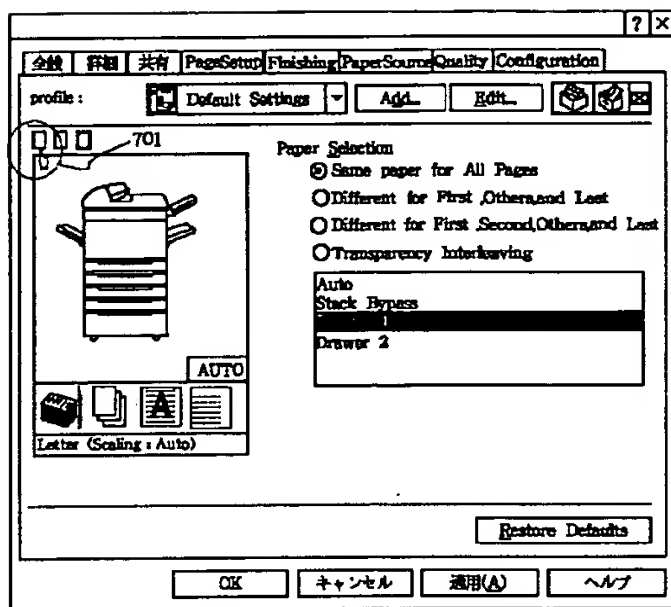 ? ×
全般 詳細 共有 PageSetup Finishing PaperSource Quality Configuration
profile : Default Settings Add... Edit...
701
Paper Selection
Same paper for All Pages
Different for First ,Others,and Last
Different for First ,Second,Others,and Last
Transparency Interleaving
Auto
Stack Bypass
1
Drawer 2
AUTO
A
Letter (Scaling : Auto)
Restore Defaults
OK キャンセル 適用(A) ヘルプ